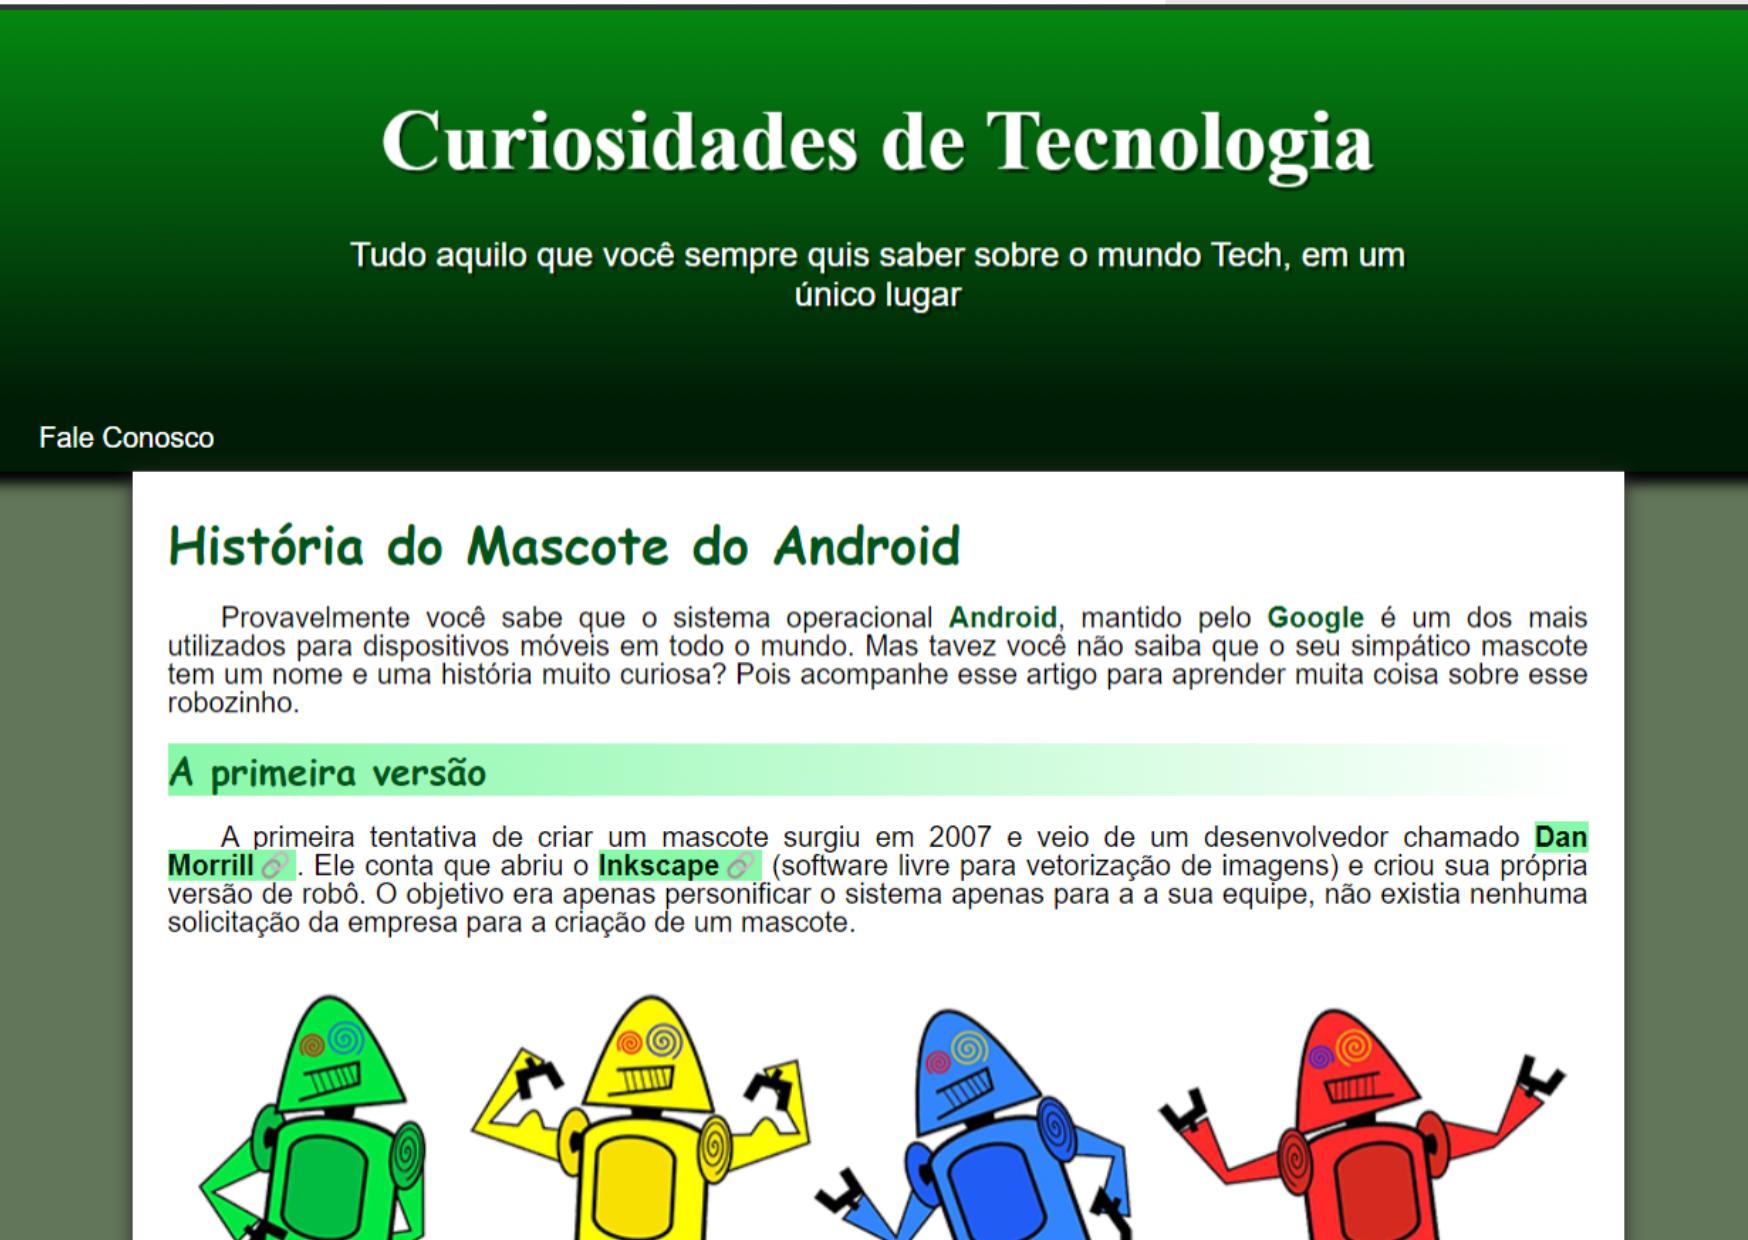 Curiosidades de Tecnologia
Tudo aquilo que você sempre quis saber sobre o mundo Tech, em um
único lugar
Fale Conosco
História do Mascote do Android
Provavelmente você sabe que o sistema operacional Android, mantido pelo Google é um dos mais
utilizados para dispositivos móveis em todo o mundo. Mas tavez você não saiba que o seu simpático mascote
tem um nome e uma história muito curiosa? Pois acompanhe esse artigo para aprender muita coisa sobre esse
robozinho.
A primeira versão
A primeira tentativa de criar um mascote surgiu em 2007 e veio de um desenvolvedor chamado Dan
Morrill. Ele conta que abriu o Inkscape (software livre para vetorização de imagens) e criou sua própria
versão de robô. O objetivo era apenas personificar o sistema apenas para a a sua equipe, não existia nenhuma
solicitação da empresa para a criação de um mascote.